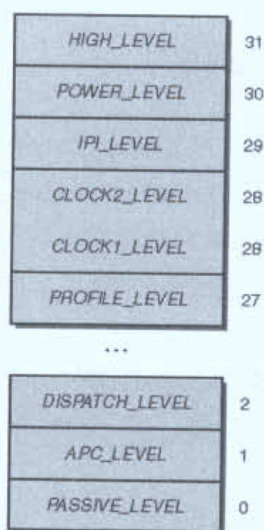 HIGH_LEVEL 31
POWER_LEVEL 30
IPI_LEVEL 29
CLOCK2_LEVEL 28
CLOCK1_LEVEL 28
PROFILE_LEVEL 27
...
DISPATCH_LEVEL 2
APC_LEVEL 1
PASSIVE_LEVEL 0